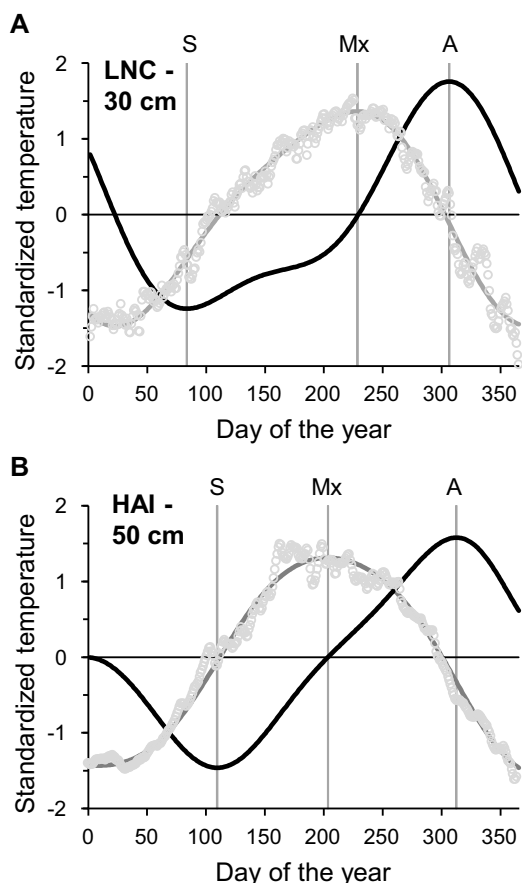 A
S Mx A
LNC -
30 cm
Standardized temperature
2
1
0
-1
-2
0 50 100 150 200 250 300 350
Day of the year
B
S Mx A
HAI -
50 cm
Standardized temperature
2
1
0
-1
-2
0 50 100 150 200 250 300 350
Day of the year